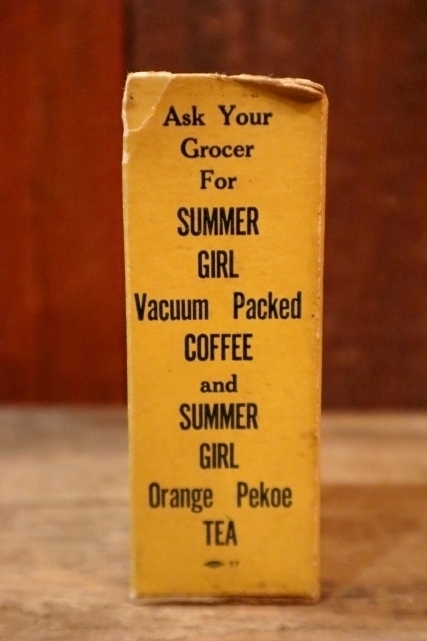 Ask Your
Grocer
For
SUMMER
GIRL
Vacuum Packed
COFFEE
and
SUMMER
GIRL
Orange Pekoe
TEA